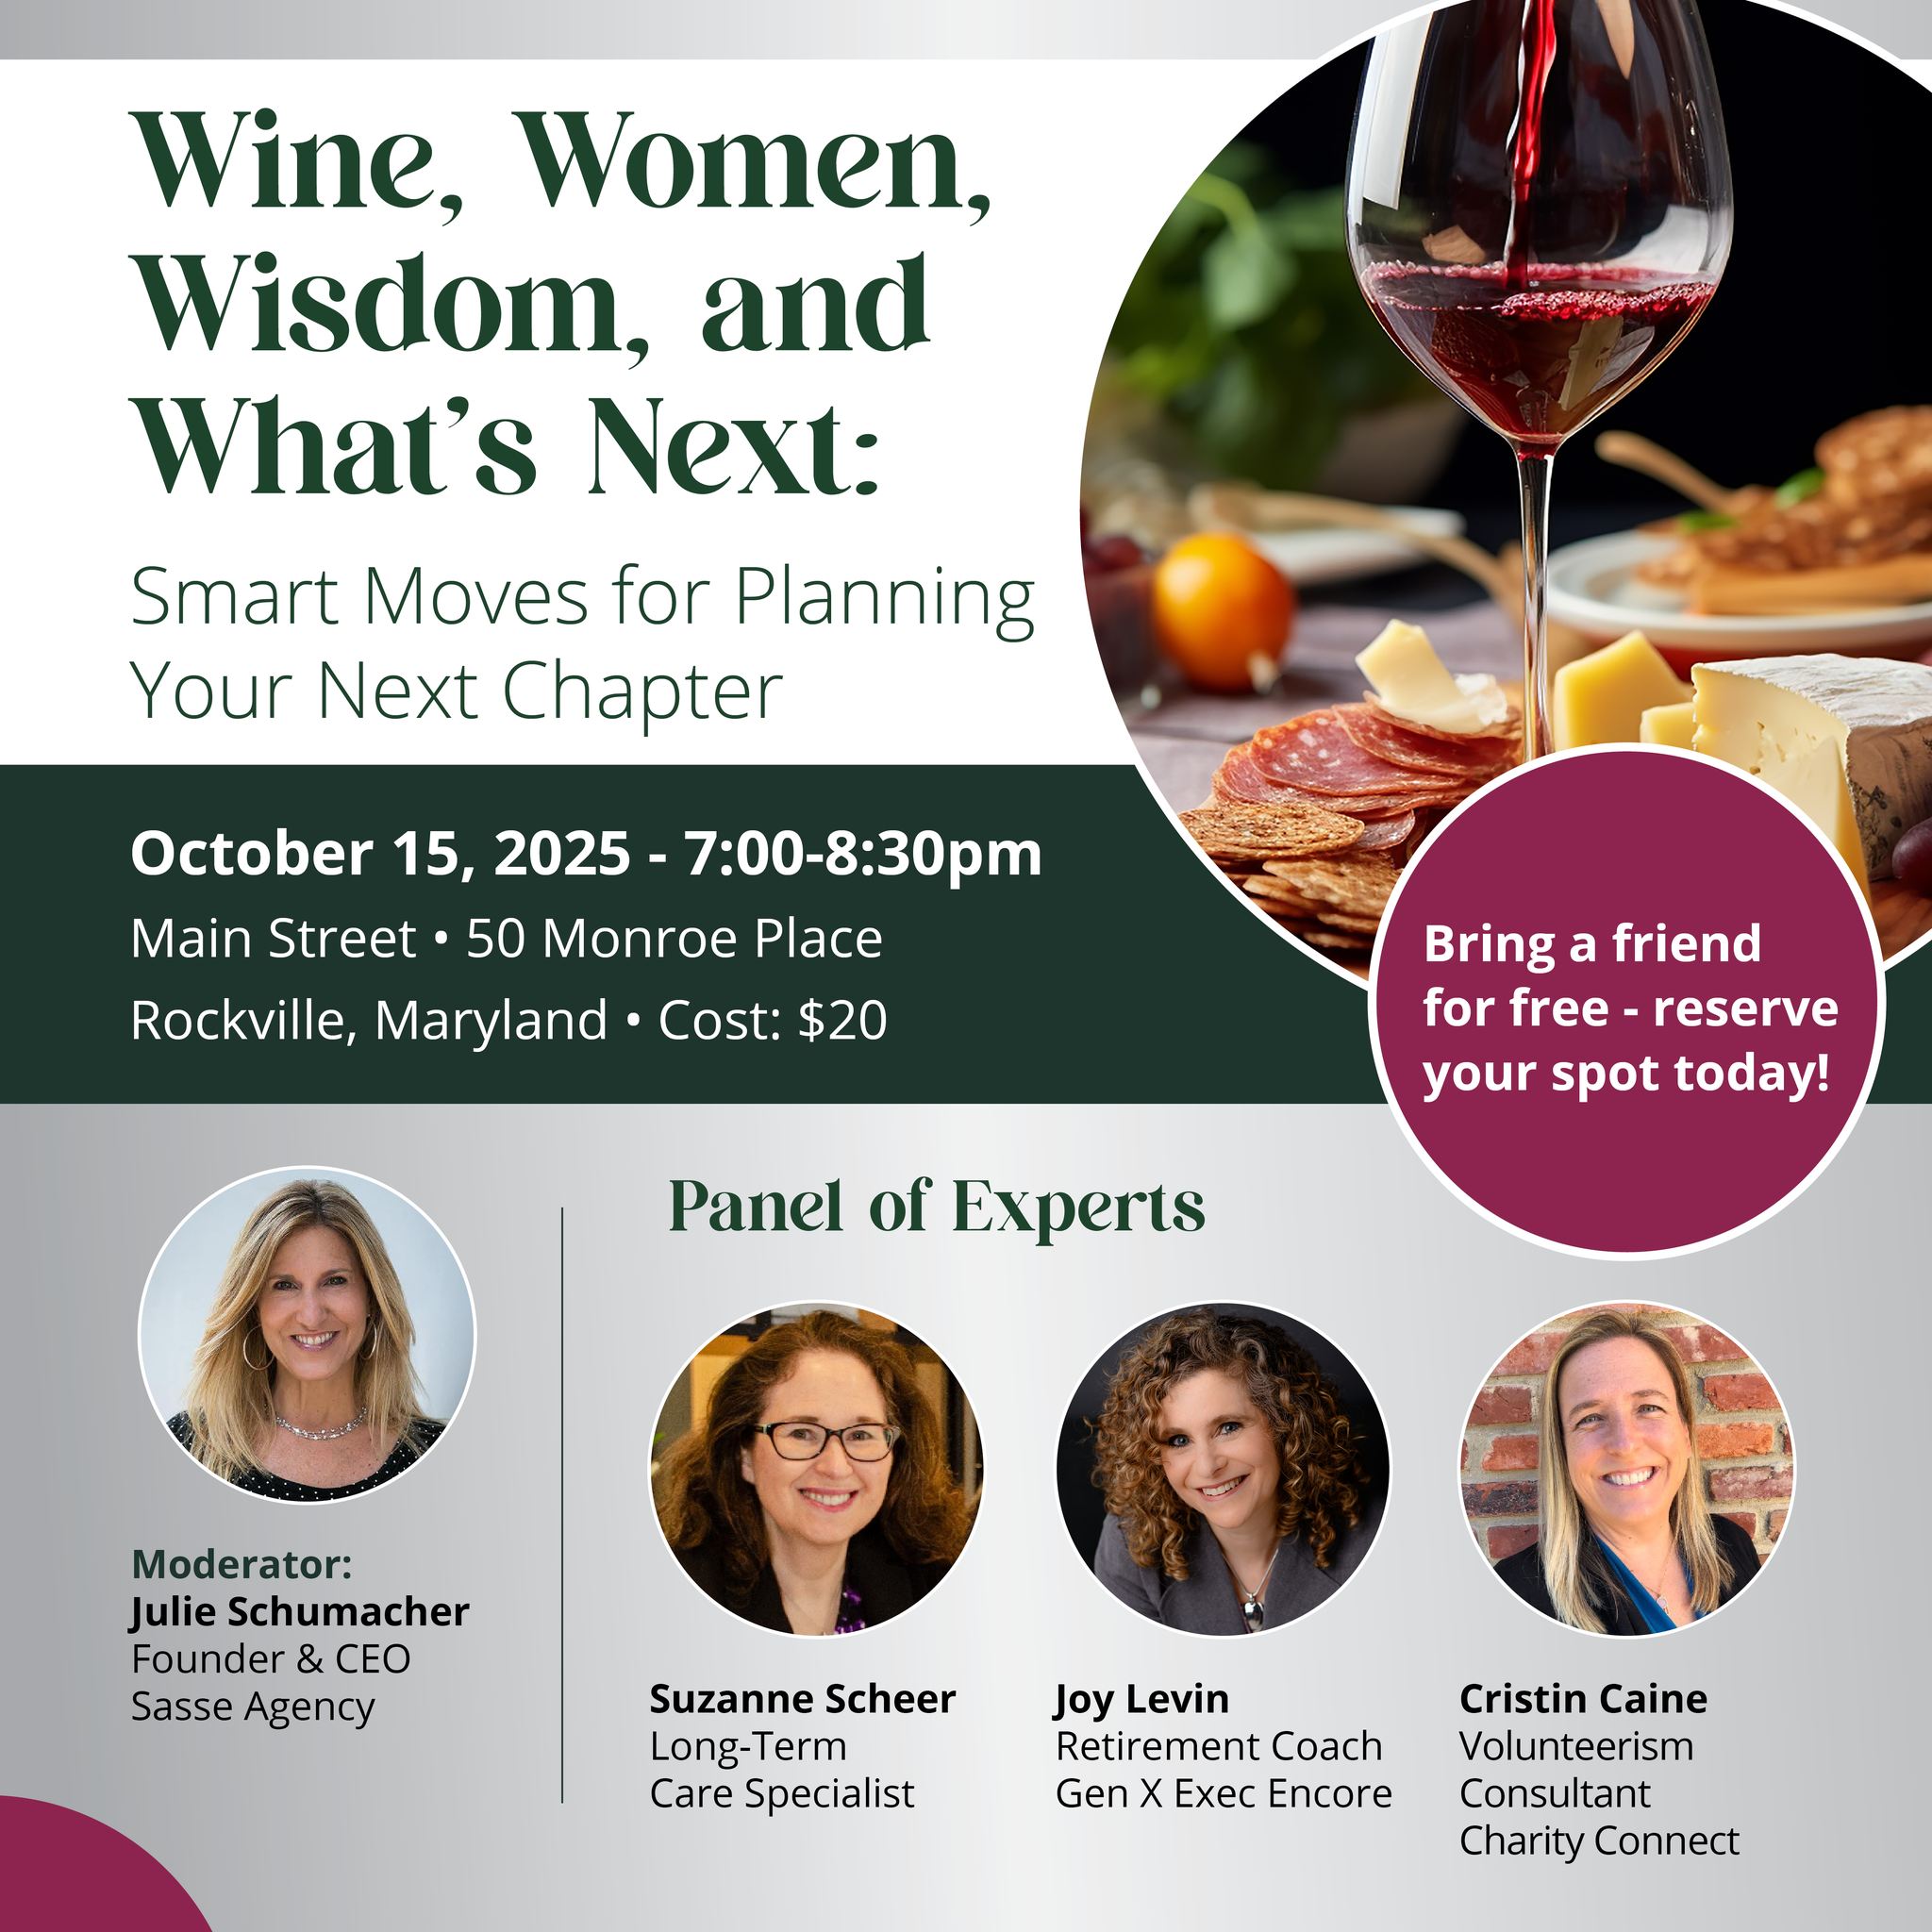 Wine, Women,
Wisdom, and
What’s Next:
Smart Moves for Planning
Your Next Chapter
October 15, 2025 - 7:00-8:30pm
Main Street • 50 Monroe Place
Rockville, Maryland • Cost: $20
Bring a friend
for free - reserve
your spot today!
Moderator:
Julie Schumacher
Founder & CEO
Sasse Agency
Panel of Experts
Suzanne Scheer
Long-Term
Care Specialist
Joy Levin
Retirement Coach
Gen X Exec Encore
Cristin Caine
Volunteerism
Consultant
Charity Connect